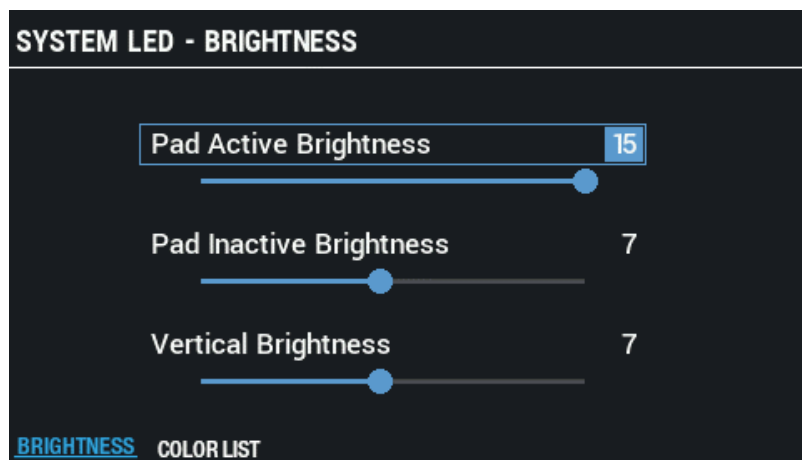 SYSTEM LED - BRIGHTNESS
Pad Active Brightness 15
Pad Inactive Brightness 7
Vertical Brightness 7
BRIGHTNESS COLOR LIST